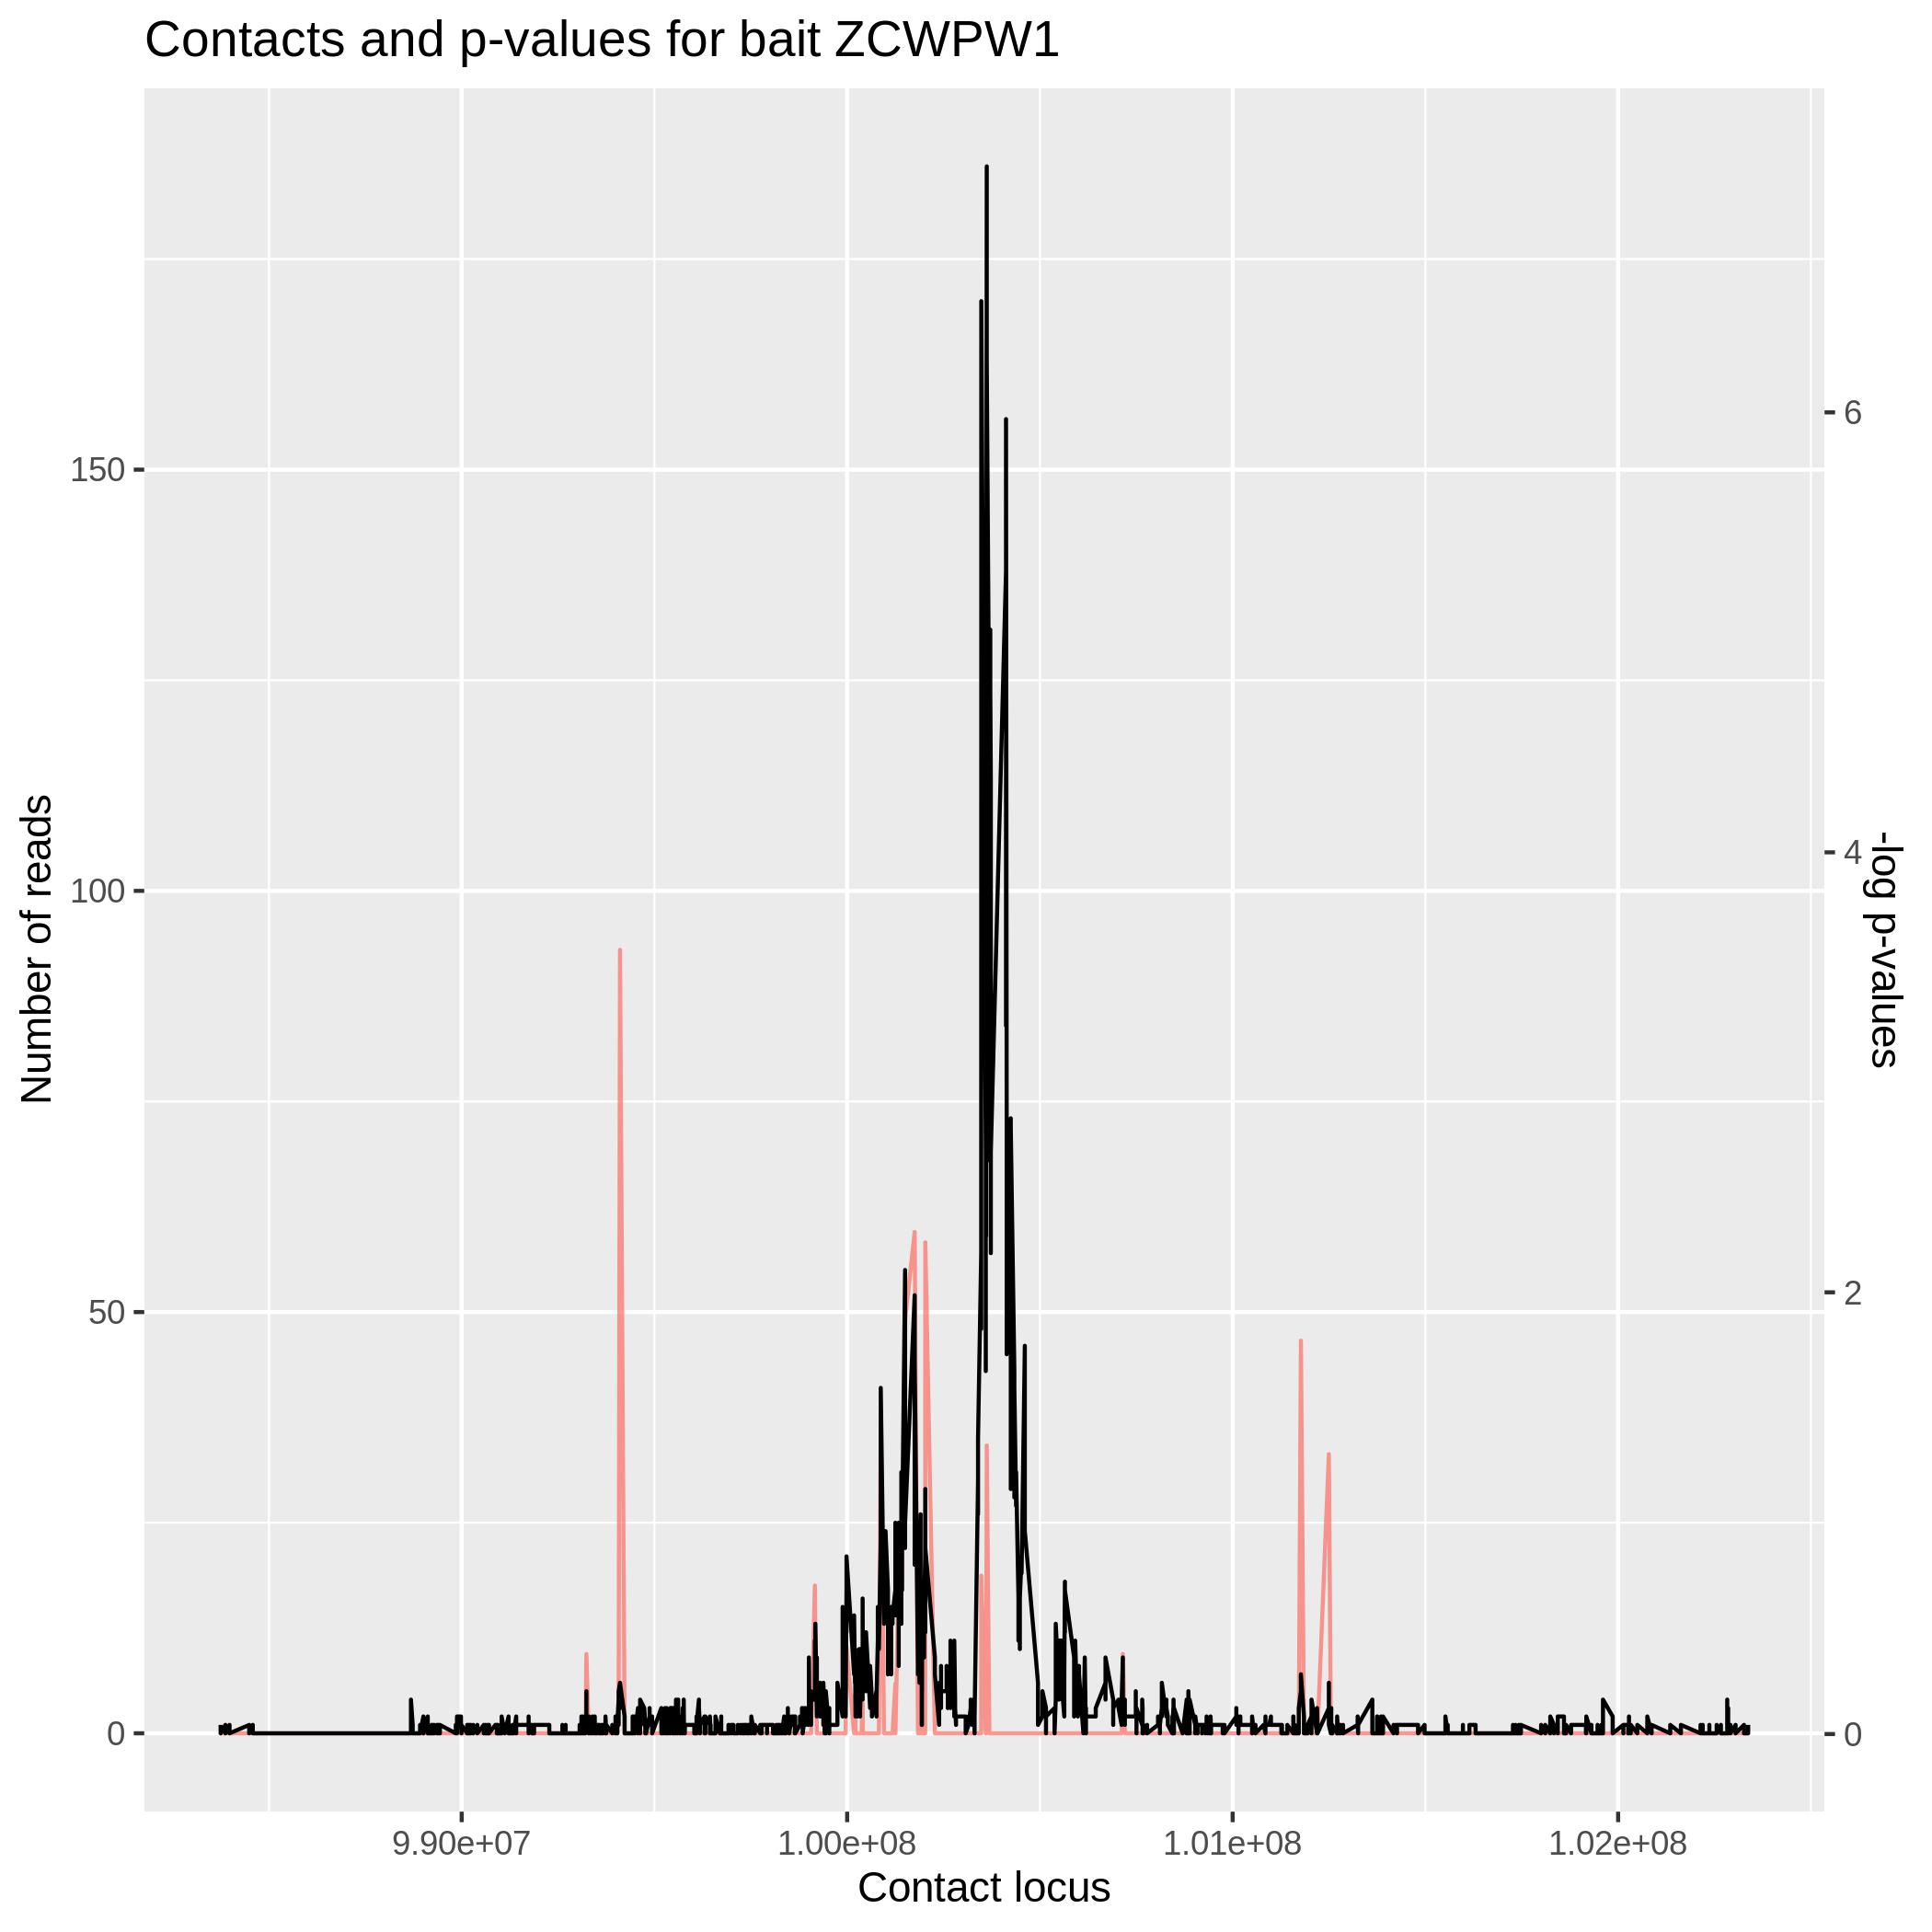 Contacts and p-values for bait ZCWPW1
Number of reads
150
100
50
0
6
4
2
0
-log p-values
9.90e+07
1.00e+08
1.01e+08
1.02e+08
Contact locus